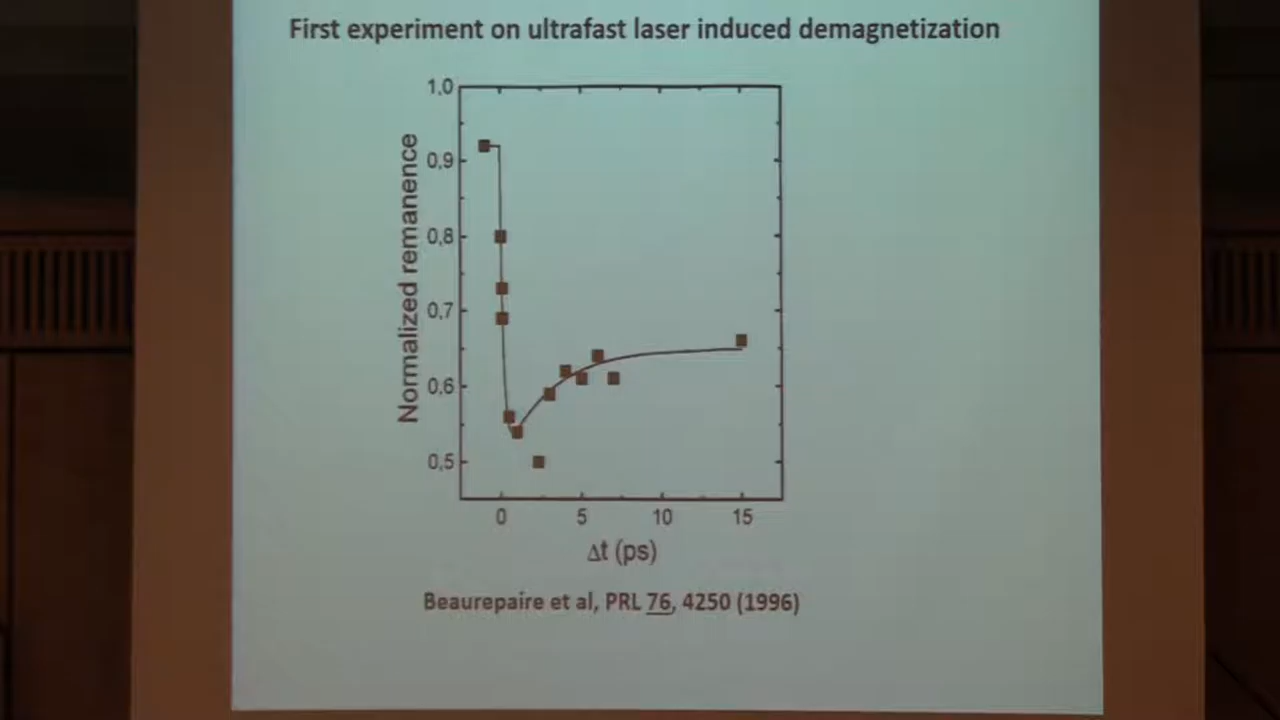 First experiment on ultrafast laser induced demagnetization
1,0
0,9
0,8
0,7
0,6
0,5
Normalized remanence
0 5 10 15
Δt (ps)
Beaurepaire et al, PRL 76, 4250 (1996)